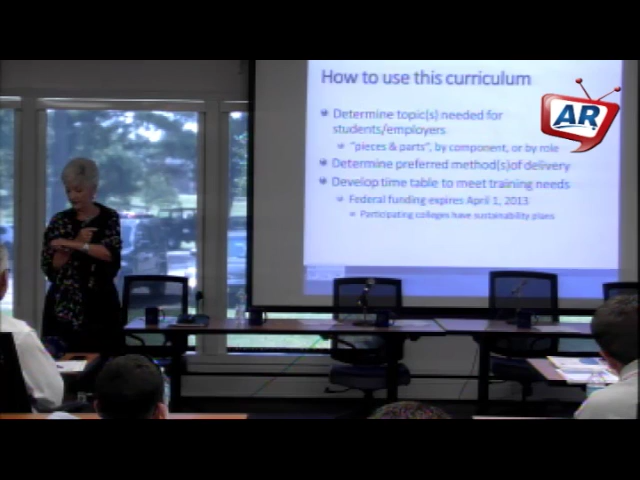 How to use this curriculum
AR
Determine topic(s) needed for
students/employers
"pieces & parts", by component, or by role
Determine preferred method(s)of delivery
Develop time table to meet training needs
Federal funding expires April 1, 2013
Participating colleges have sustainability plans